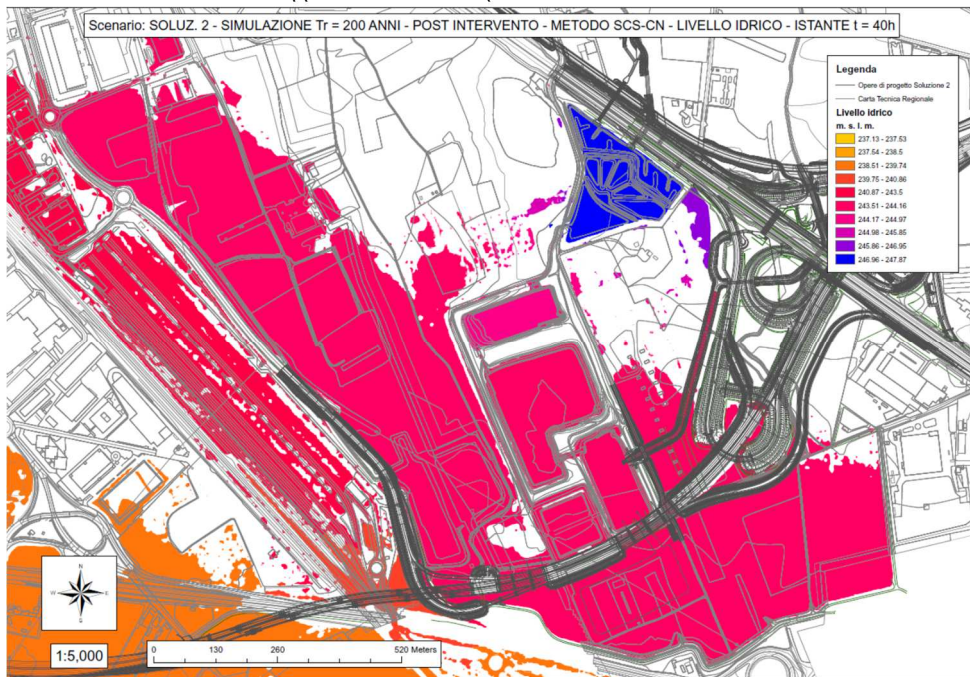 Scenario: SOLUZ. 2 - SIMULAZIONE Tr = 200 ANNI - POST INTERVENTO - METODO SCS-CN - LIVELLO IDRICO - ISTANTE t = 40h
Legenda
Opere di progetto Soluzione 2
Carta Tecnica Regionale
Livello idrico
m. s. l. m.
237.13 - 237.53
237.54 - 238.5
238.51 - 239.74
239.75 - 240.86
240.87 - 243.5
243.51 - 244.16
244.17 - 244.97
244.98 - 245.85
245.86 - 246.95
246.96 - 247.87
N
W
E
S
1:5,000
0 130 260 520 Meters